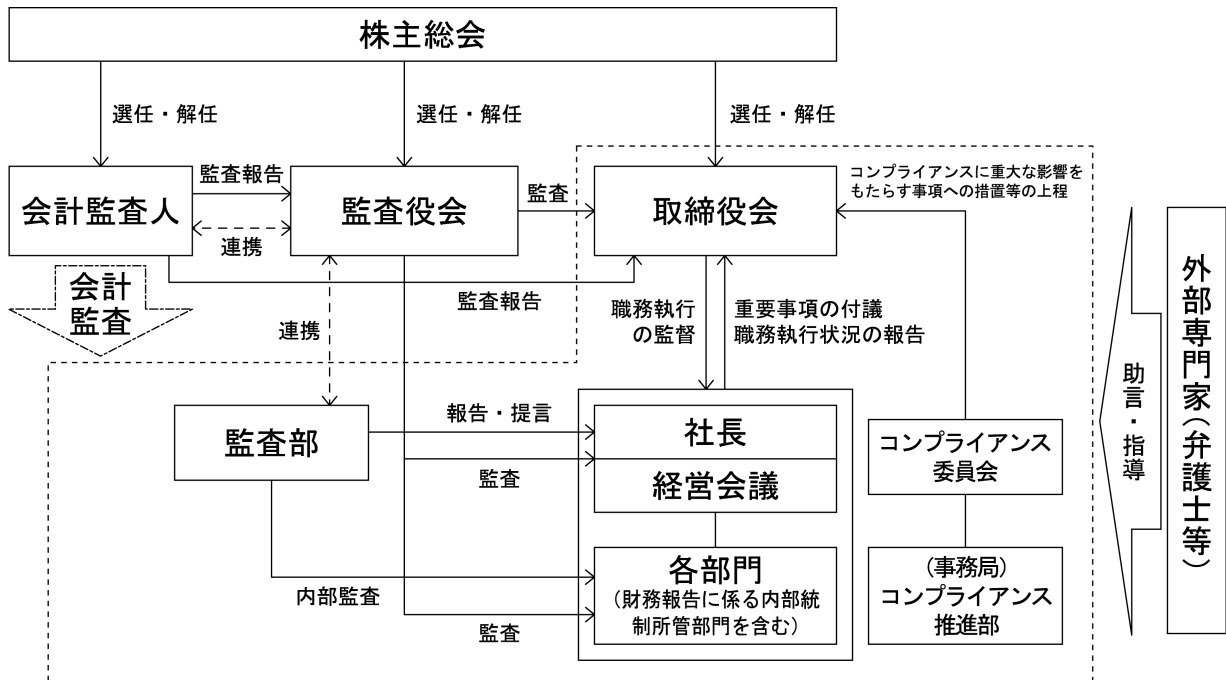 株主総会
選任・解任
選任・解任
選任・解任
会計監査人
監査報告
連携
監査役会
監査
取締役会
コンプライアンスに重大な影響を
もたらす事項への措置等の上程
会計
監査
監査報告
連携
職務執行
の監督
重要事項の付議
職務執行状況の報告
監査部
報告・提言
監査
社長
経営会議
コンプライアンス
委員会
内部監査
監査
各部門
（財務報告に係る内部統
制所管部門を含む）
（事務局）
コンプライアンス
推進部
助言・指導
外部専門家（弁護士等）